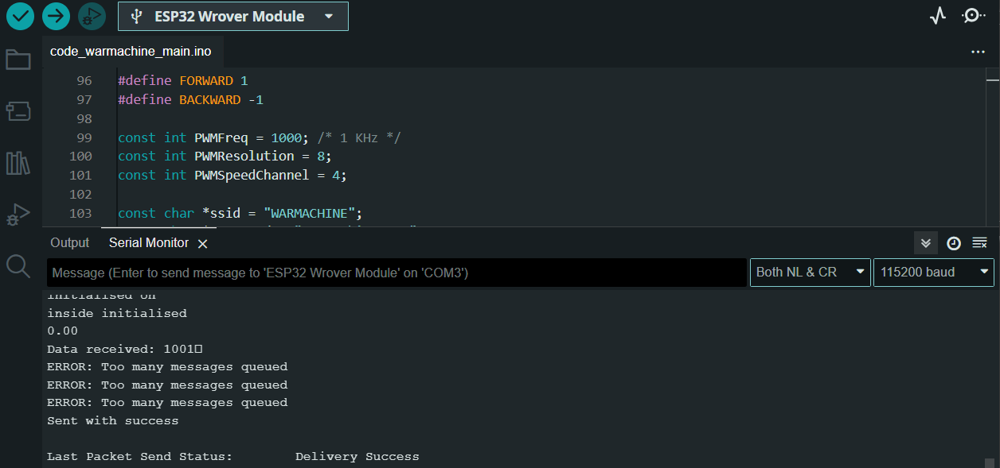 ESP32 Wrover Module
code_warmachine_main.ino
96 #define FORWARD 1
97 #define BACKWARD -1
98
99 const int PWMFreq = 1000; /* 1 KHz */
100 const int PWMResolution = 8;
101 const int PWMSpeedChannel = 4;
102
103 const char *ssid = "WARMACHINE";
Output Serial Monitor
Message (Enter to send message to 'ESP32 Wrover Module' on 'COM3') Both NL & CR 115200 baud
initialised on
inside initialised
0.00
Data received: 1001□
ERROR: Too many messages queued
ERROR: Too many messages queued
ERROR: Too many messages queued
Sent with success
Last Packet Send Status: Delivery Success